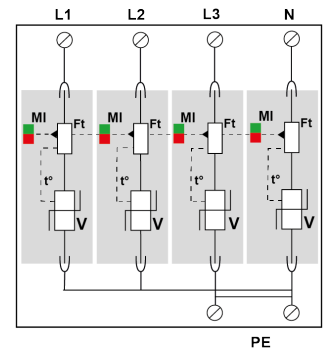 L1 L2 L3 N
MI Ft MI Ft MI Ft MI Ft
t° t° t° t°
V V V V
PE